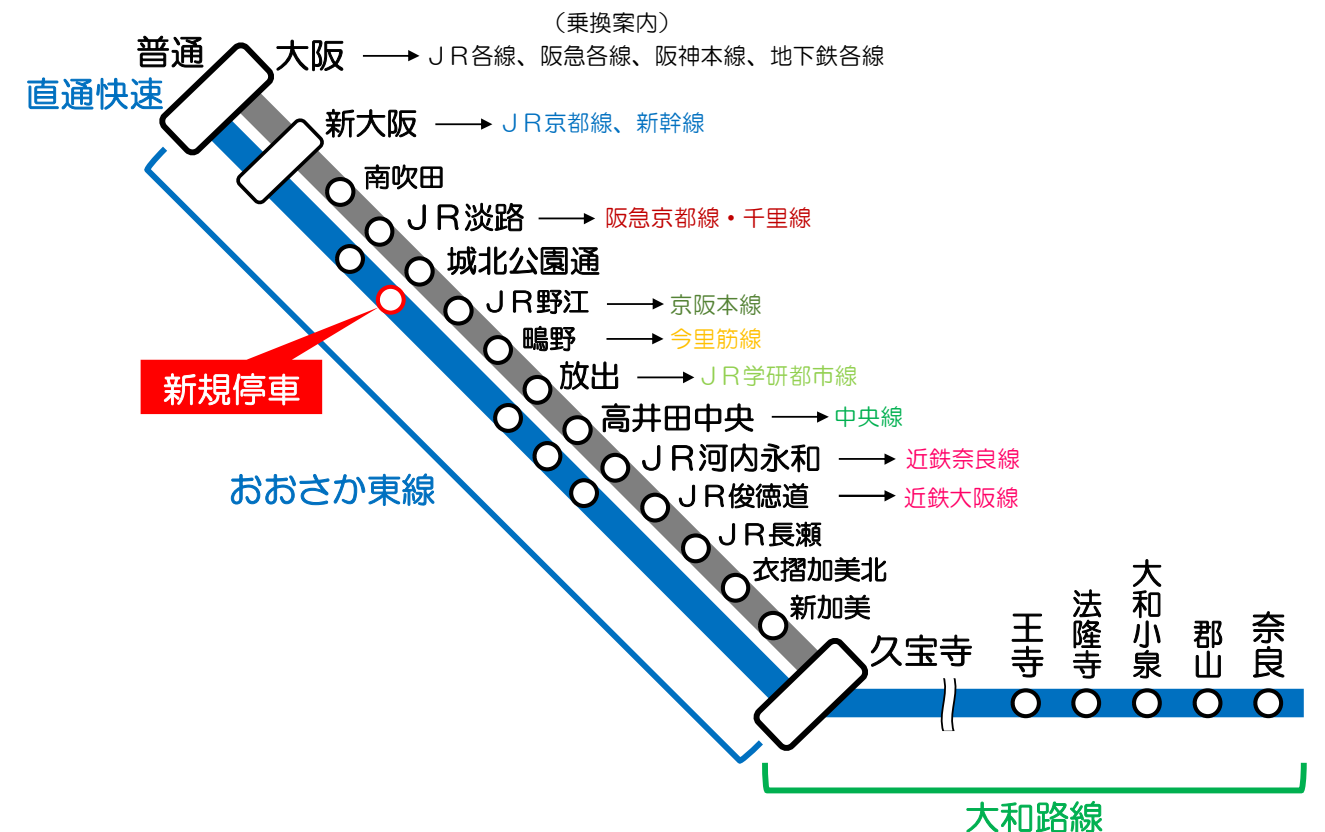 （乗換案内）
普通
大阪
ＪＲ各線、阪急各線、阪神本線、地下鉄各線
直通快速
新大阪
ＪＲ京都線、新幹線
南吹田
ＪＲ淡路
阪急京都線・千里線
城北公園通
ＪＲ野江
京阪本線
鴫野
今里筋線
放出
ＪＲ学研都市線
新規停車
高井田中央
中央線
ＪＲ河内永和
近鉄奈良線
おおさか東線
ＪＲ俊徳道
近鉄大阪線
ＪＲ長瀬
衣摺加美北
新加美
久宝寺
王寺
法隆寺
大和小泉
郡山
奈良
大和路線